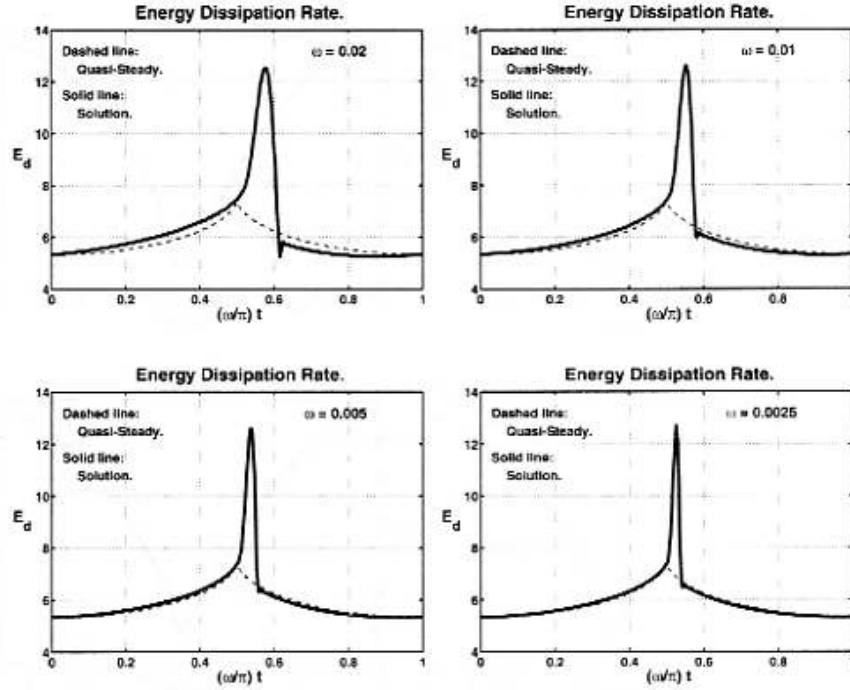 Energy Dissipation Rate.
14
12
10
8
6
4
E_d
Dashed line:
Quasi-Steady.
Solid line:
Solution.
ω = 0.02
0 0.2 0.4 0.6 0.8 1
(ω/π) t
Energy Dissipation Rate.
14
12
10
8
6
4
E_d
Dashed line:
Quasi-Steady.
Solid line:
Solution.
ω = 0.01
0 0.2 0.4 0.6 0.8 1
(ω/π) t
Energy Dissipation Rate.
14
12
10
8
6
4
E_d
Dashed line:
Quasi-Steady.
Solid line:
Solution.
ω = 0.005
0 0.2 0.4 0.6 0.8 1
(ω/π) t
Energy Dissipation Rate.
14
12
10
8
6
4
E_d
Dashed line:
Quasi-Steady.
Solid line:
Solution.
ω = 0.0025
0 0.2 0.4 0.6 0.8 1
(ω/π) t